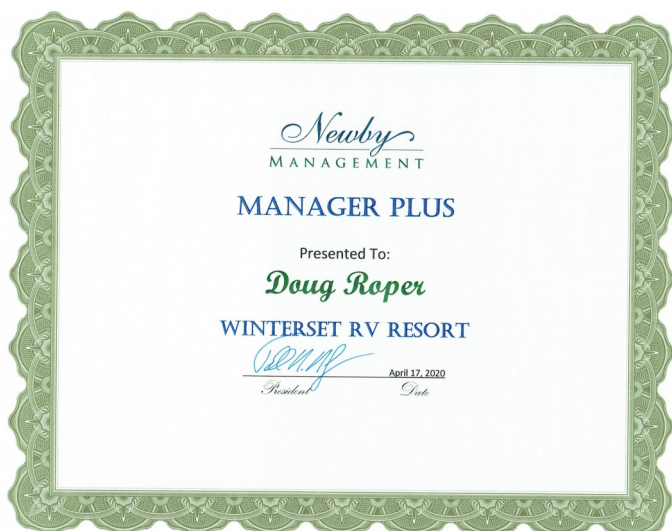 Newby
MANAGEMENT
MANAGER PLUS
Presented To:
Doug Roper
WINTERSET RV RESORT
April 17, 2020
President Date